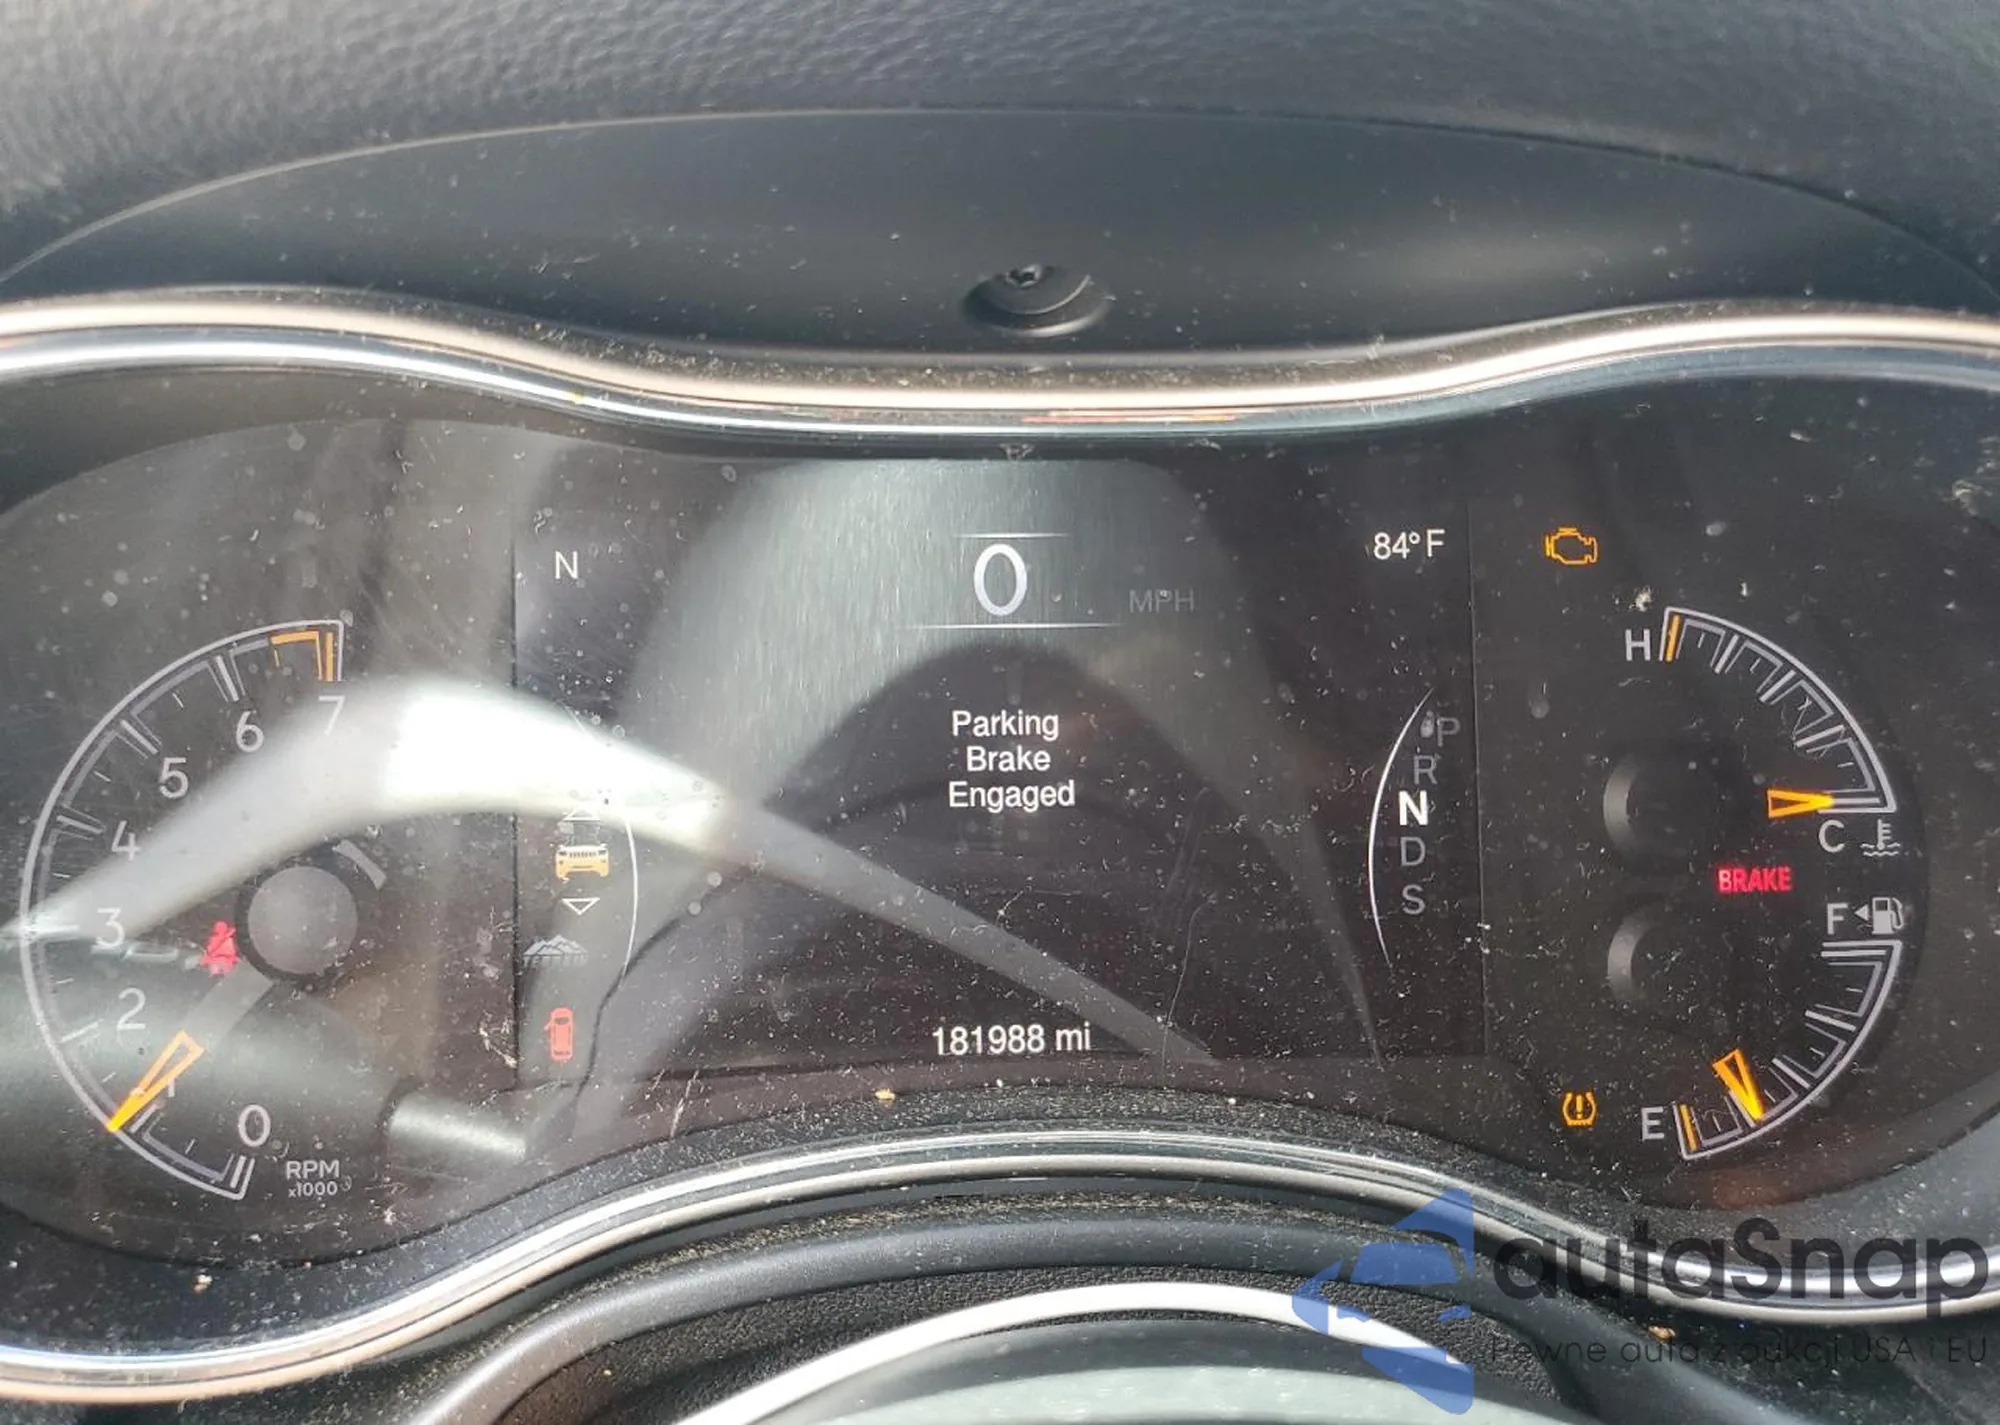 N
0
MPH
84°F
H
7
6
5
4
3
2
1
0
RPM
x1000
Parking
Brake
Engaged
P
R
N
D
S
C
BRAKE
F
E
181988 mi
autoSnap
Pewne auta z aukcji USA i EU